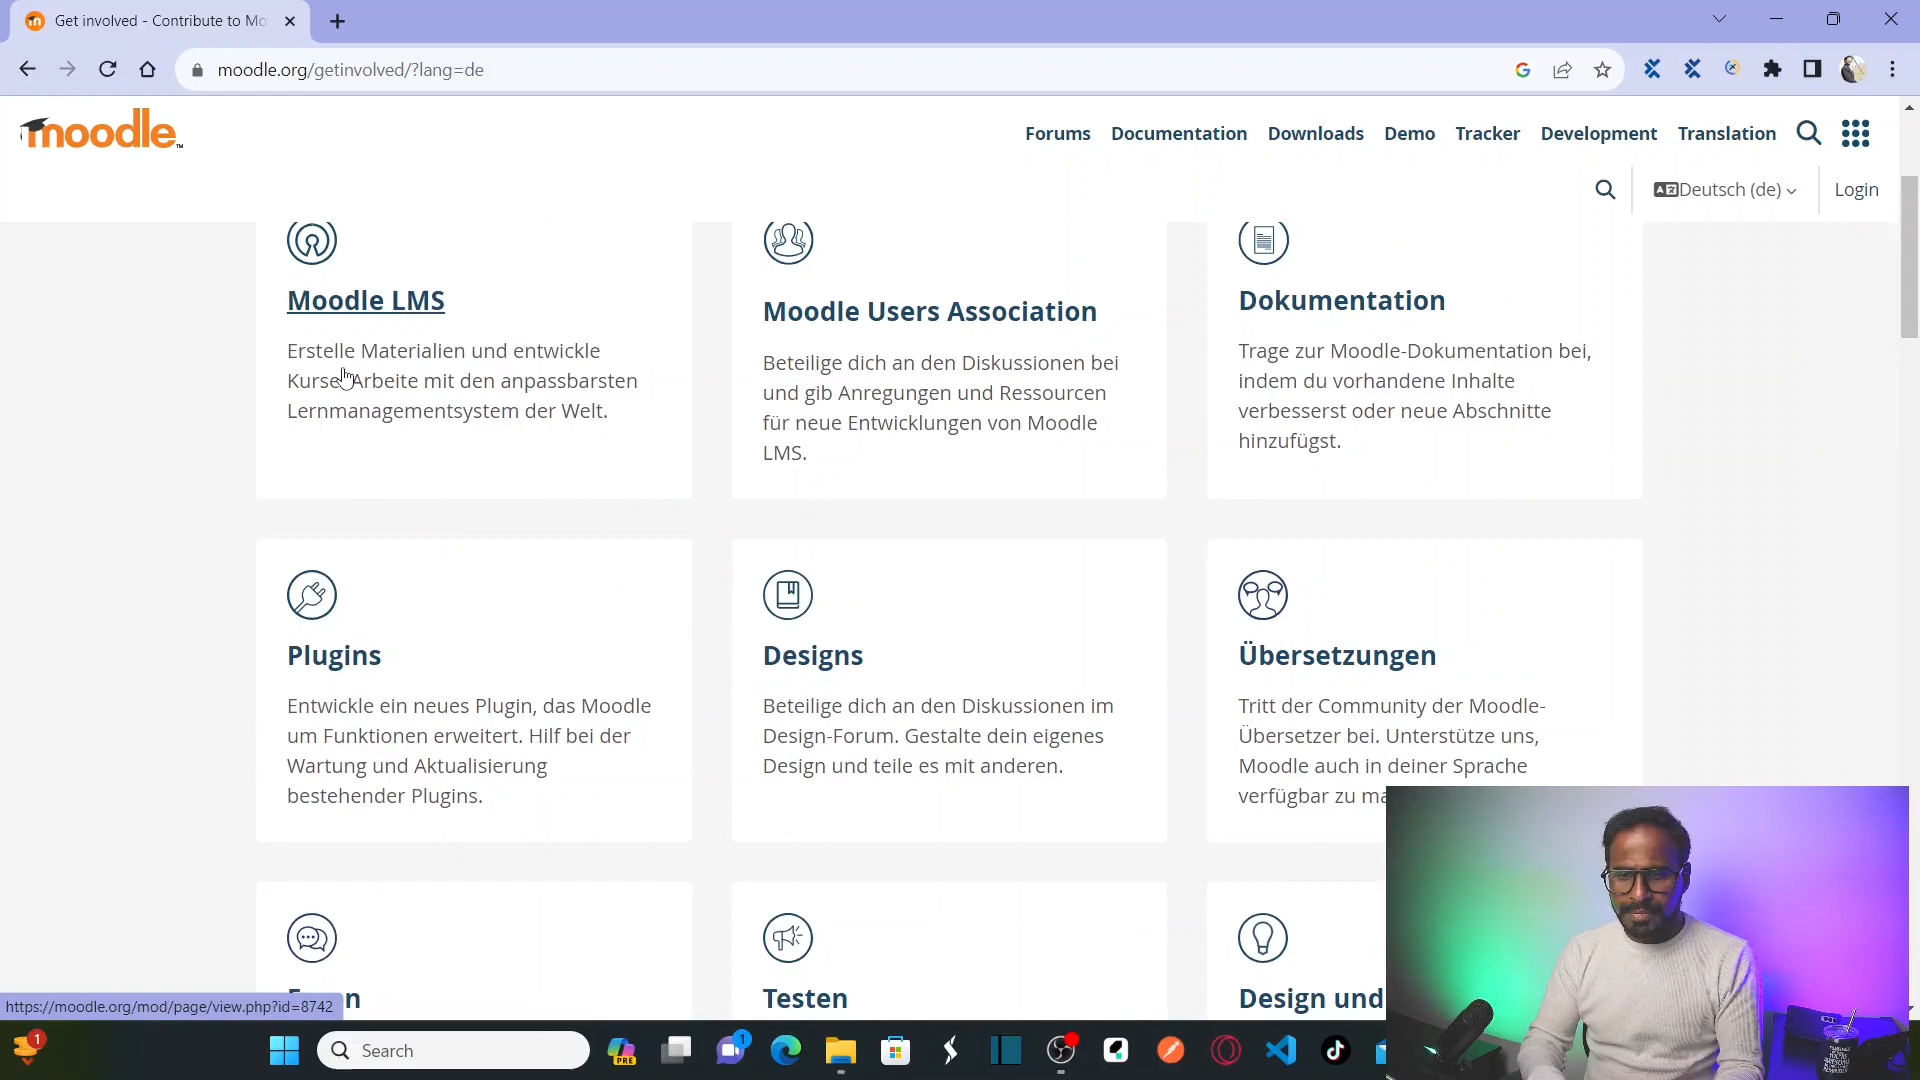 Get involved - Contribute to Mo
moodle.org/getinvolved/?lang=de
moodle™
Forums Documentation Downloads Demo Tracker Development Translation
Deutsch (de)
Login
Moodle LMS
Erstelle Materialien und entwickle
Kurse. Arbeite mit den anpassbarsten
Lernmanagementsystem der Welt.
Moodle Users Association
Beteilige dich an den Diskussionen bei
und gib Anregungen und Ressourcen
für neue Entwicklungen von Moodle
LMS.
Dokumentation
Trage zur Moodle-Dokumentation bei,
indem du vorhandene Inhalte
verbesserst oder neue Abschnitte
hinzufügst.
Plugins
Entwickle ein neues Plugin, das Moodle
um Funktionen erweitert. Hilf bei der
Wartung und Aktualisierung
bestehender Plugins.
Designs
Beteilige dich an den Diskussionen im
Design-Forum. Gestalte dein eigenes
Design und teile es mit anderen.
Übersetzungen
Tritt der Community der Moodle-
Übersetzer bei. Unterstütze uns,
Moodle auch in deiner Sprache
verfügbar zu ma
Testen
Design und
https://moodle.org/mod/page/view.php?id=8742
1
Search
PRE
1